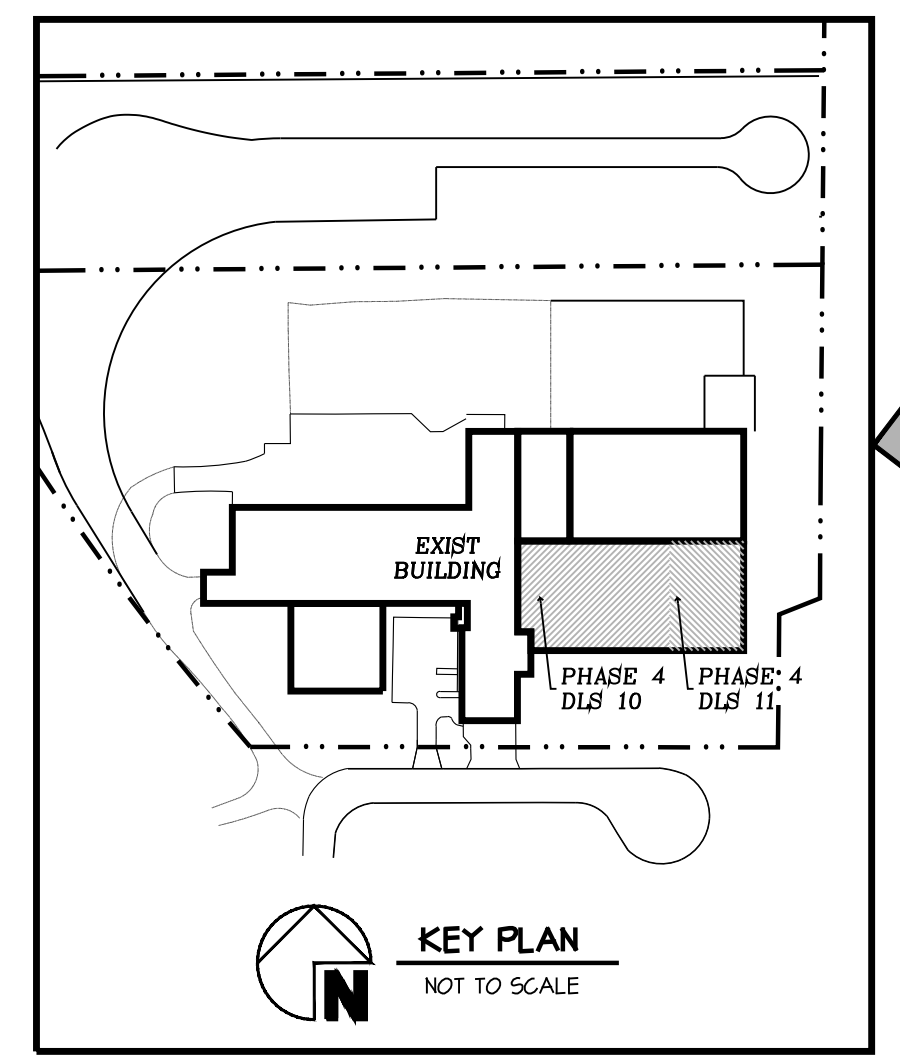 EXIST
BUILDING
PHASE 4
DLS 10
PHASE 4
DLS 11
N
KEY PLAN
NOT TO SCALE